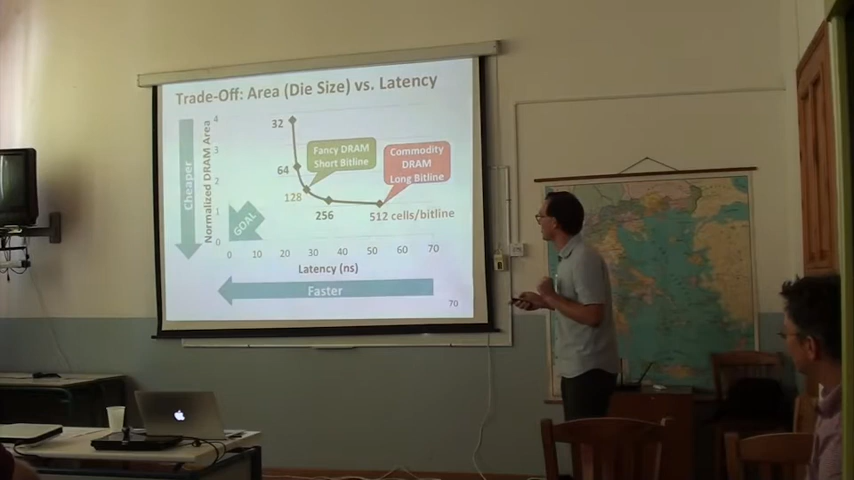 Trade-Off: Area (Die Size) vs. Latency
Cheaper
Normalized DRAM Area
4
3
2
1
0
32
64
128
256
512 cells/bitline
Fancy DRAM
Short Bitline
Commodity
DRAM
Long Bitline
GOAL
0 10 20 30 40 50 60 70
Latency (ns)
Faster
70